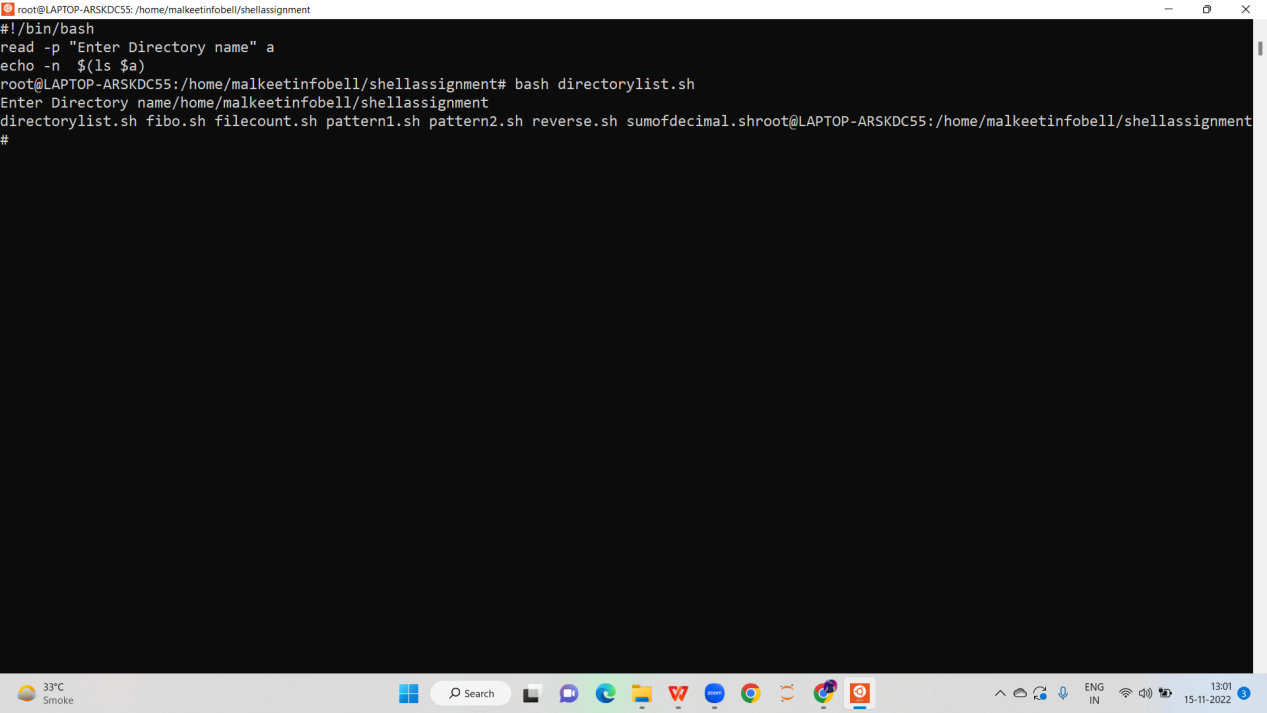 root@LAPTOP-ARSKDC55: /home/malkeetinfobell/shellassignment
#!/bin/bash
read -p "Enter Directory name" a
echo -n  $(ls $a)
root@LAPTOP-ARSKDC55:/home/malkeetinfobell/shellassignment# bash directorylist.sh
Enter Directory name/home/malkeetinfobell/shellassignment
directorylist.sh fibo.sh filecount.sh pattern1.sh pattern2.sh reverse.sh sumofdecimal.shroot@LAPTOP-ARSKDC55:/home/malkeetinfobell/shellassignment
#
33°C
Smoke
Search
zoom
ENG
IN
13:01
15-11-2022
3